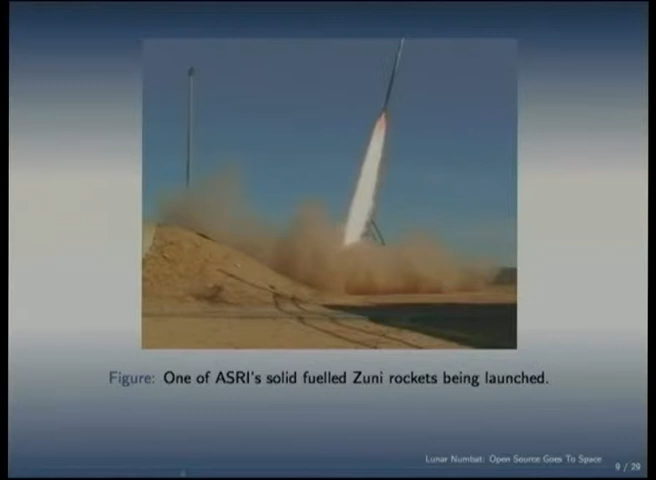 Figure: One of ASRI's solid fuelled Zuni rockets being launched.
Lunar Numbat: Open Source Goes To Space
9 / 29